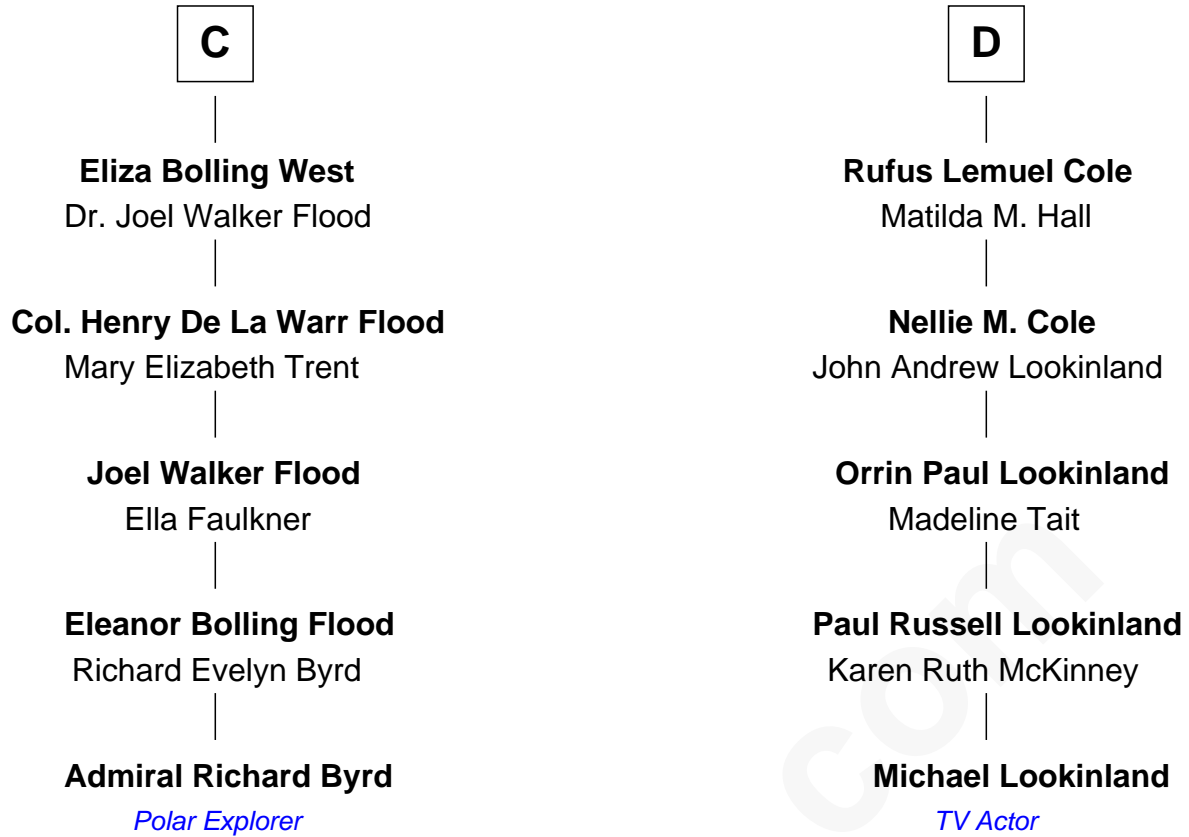 C
Eliza Bolling West
Dr. Joel Walker Flood
Col. Henry De La Warr Flood
Mary Elizabeth Trent
Joel Walker Flood
Ella Faulkner
Eleanor Bolling Flood
Richard Evelyn Byrd
Admiral Richard Byrd
Polar Explorer
D
Rufus Lemuel Cole
Matilda M. Hall
Nellie M. Cole
John Andrew Lookinland
Orrin Paul Lookinland
Madeline Tait
Paul Russell Lookinland
Karen Ruth McKinney
Michael Lookinland
TV Actor
com